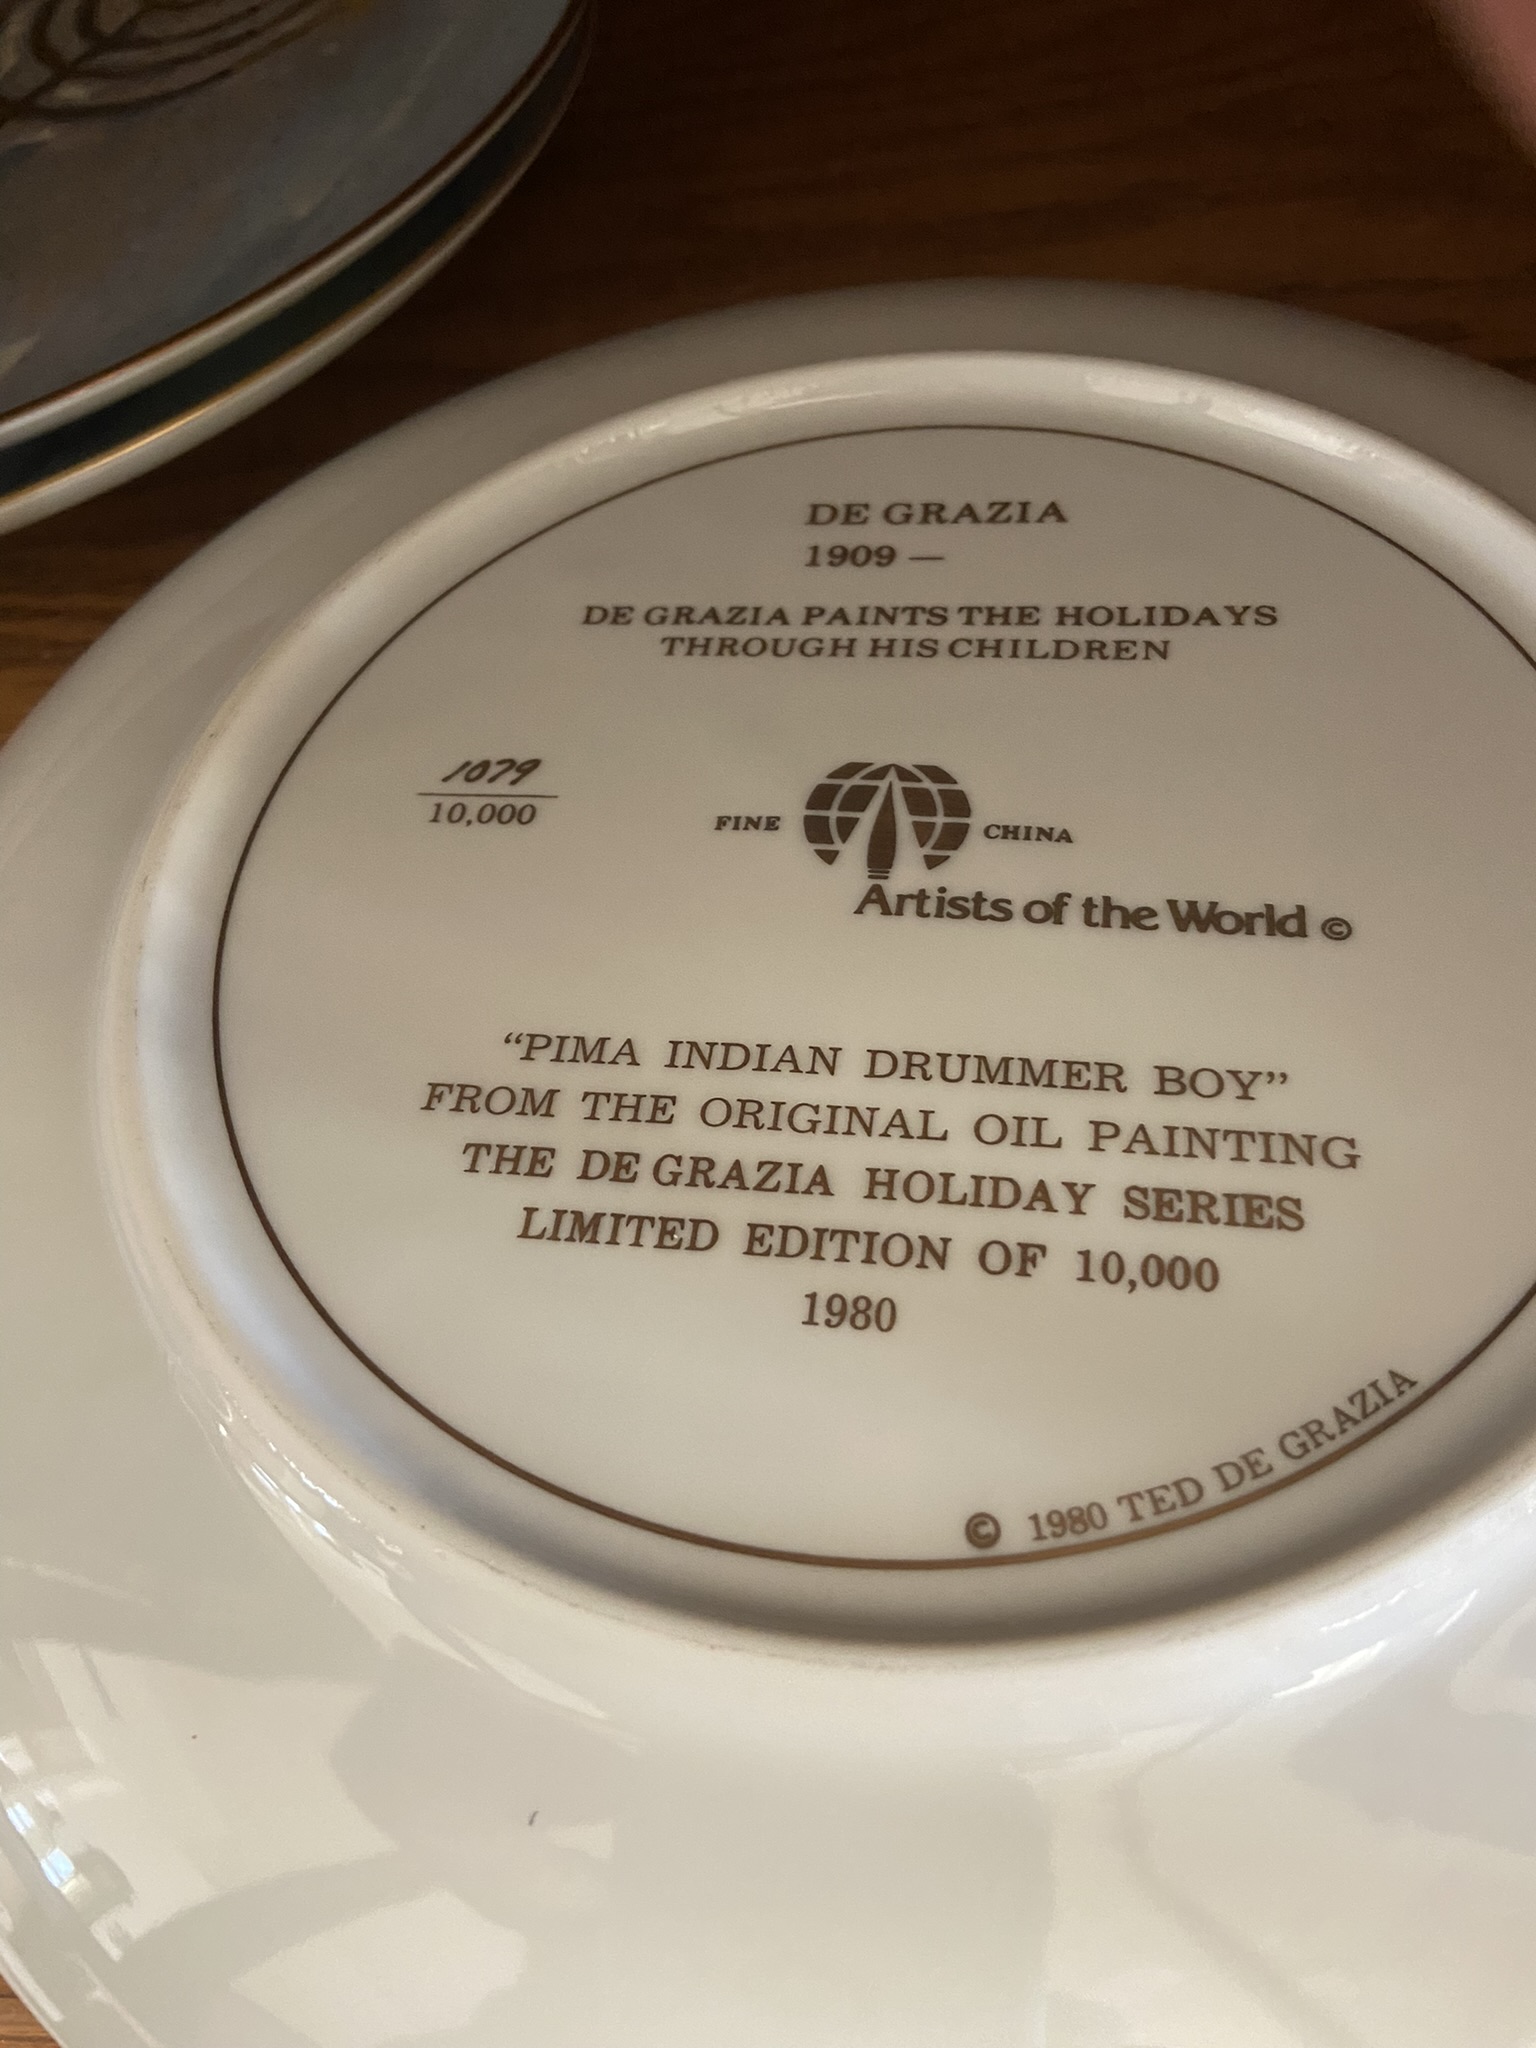 DE GRAZIA
1909 —
DE GRAZIA PAINTS THE HOLIDAYS
THROUGH HIS CHILDREN
1079
10,000
FINE CHINA
Artists of the World ©
“PIMA INDIAN DRUMMER BOY”
FROM THE ORIGINAL OIL PAINTING
THE DE GRAZIA HOLIDAY SERIES
LIMITED EDITION OF 10,000
1980
© 1980 TED DE GRAZIA